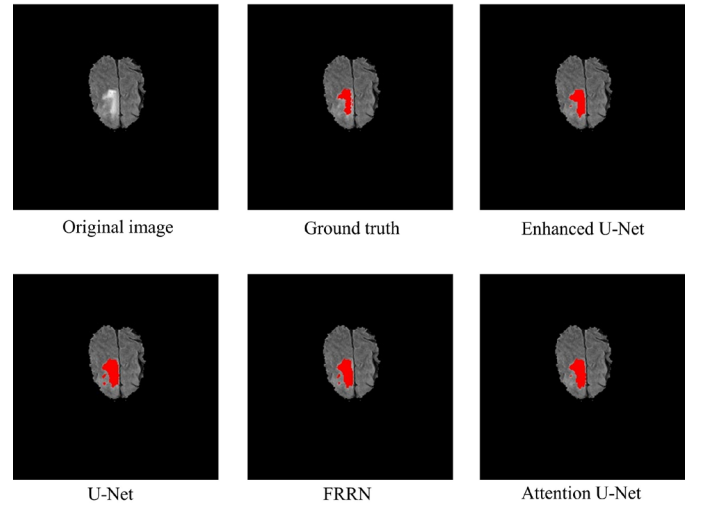 Original image
Ground truth
Enhanced U-Net
U-Net
FRRN
Attention U-Net